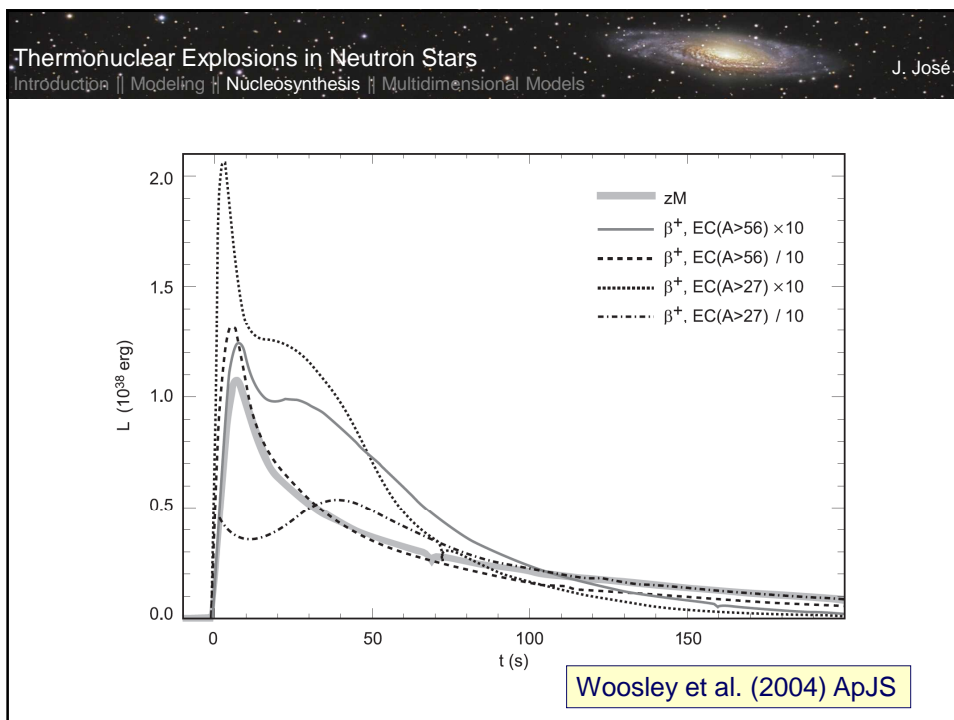 Thermonuclear Explosions in Neutron Stars
J. José
Introduction || Modeling || Nucleosynthesis || Multidimensional Models
2.0
1.5
1.0
0.5
0.0
L (10³⁸ erg)
zM
β⁺, EC(A>56) ×10
β⁺, EC(A>56) / 10
β⁺, EC(A>27) ×10
β⁺, EC(A>27) / 10
0 50 100 150
t (s)
Woosley et al. (2004) ApJS